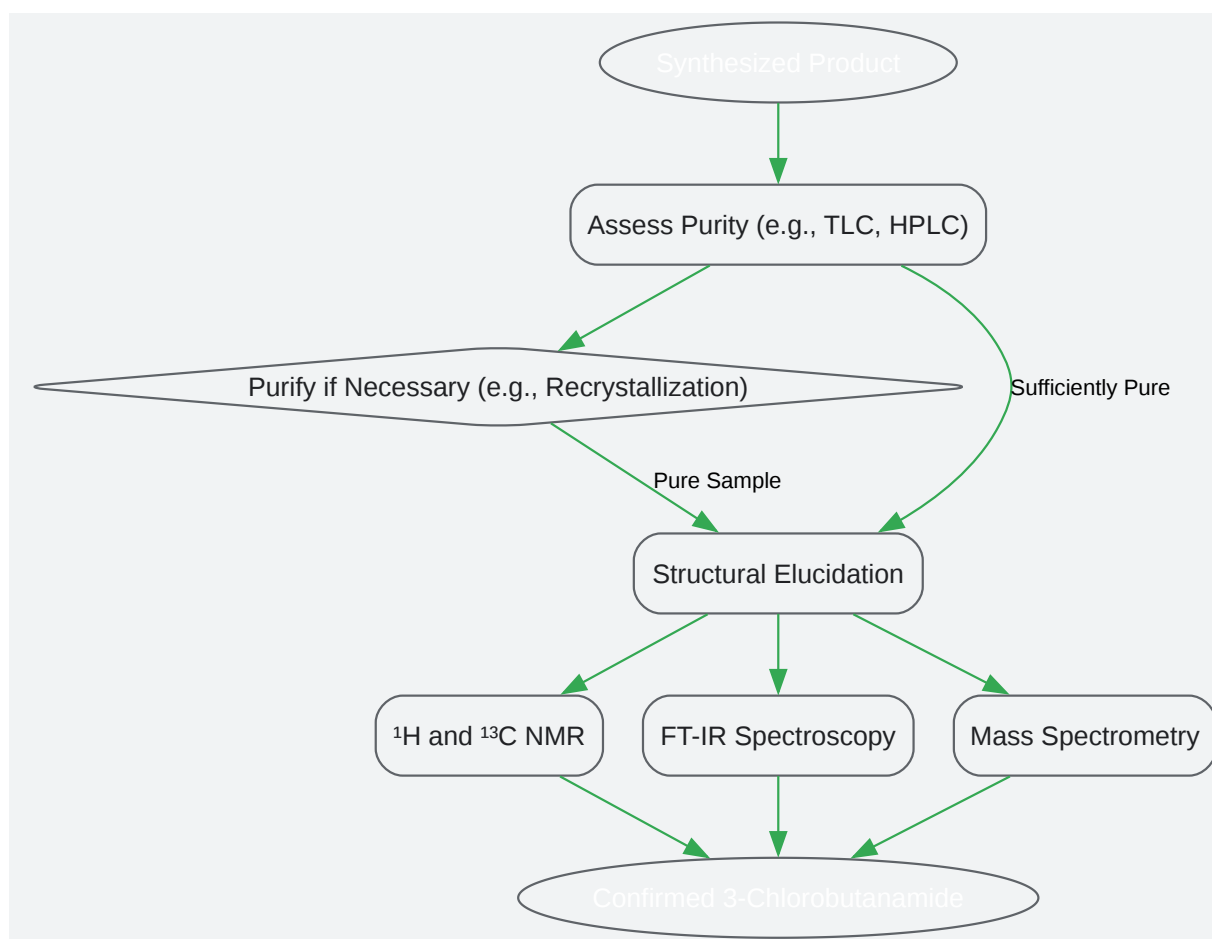 Synthesized Product
Assess Purity (e.g., TLC, HPLC)
Purify if Necessary (e.g., Recrystallization)
Sufficiently Pure
Pure Sample
Structural Elucidation
¹H and ¹³C NMR
FT-IR Spectroscopy
Mass Spectrometry
Confirmed 3-Chlorobutanamide